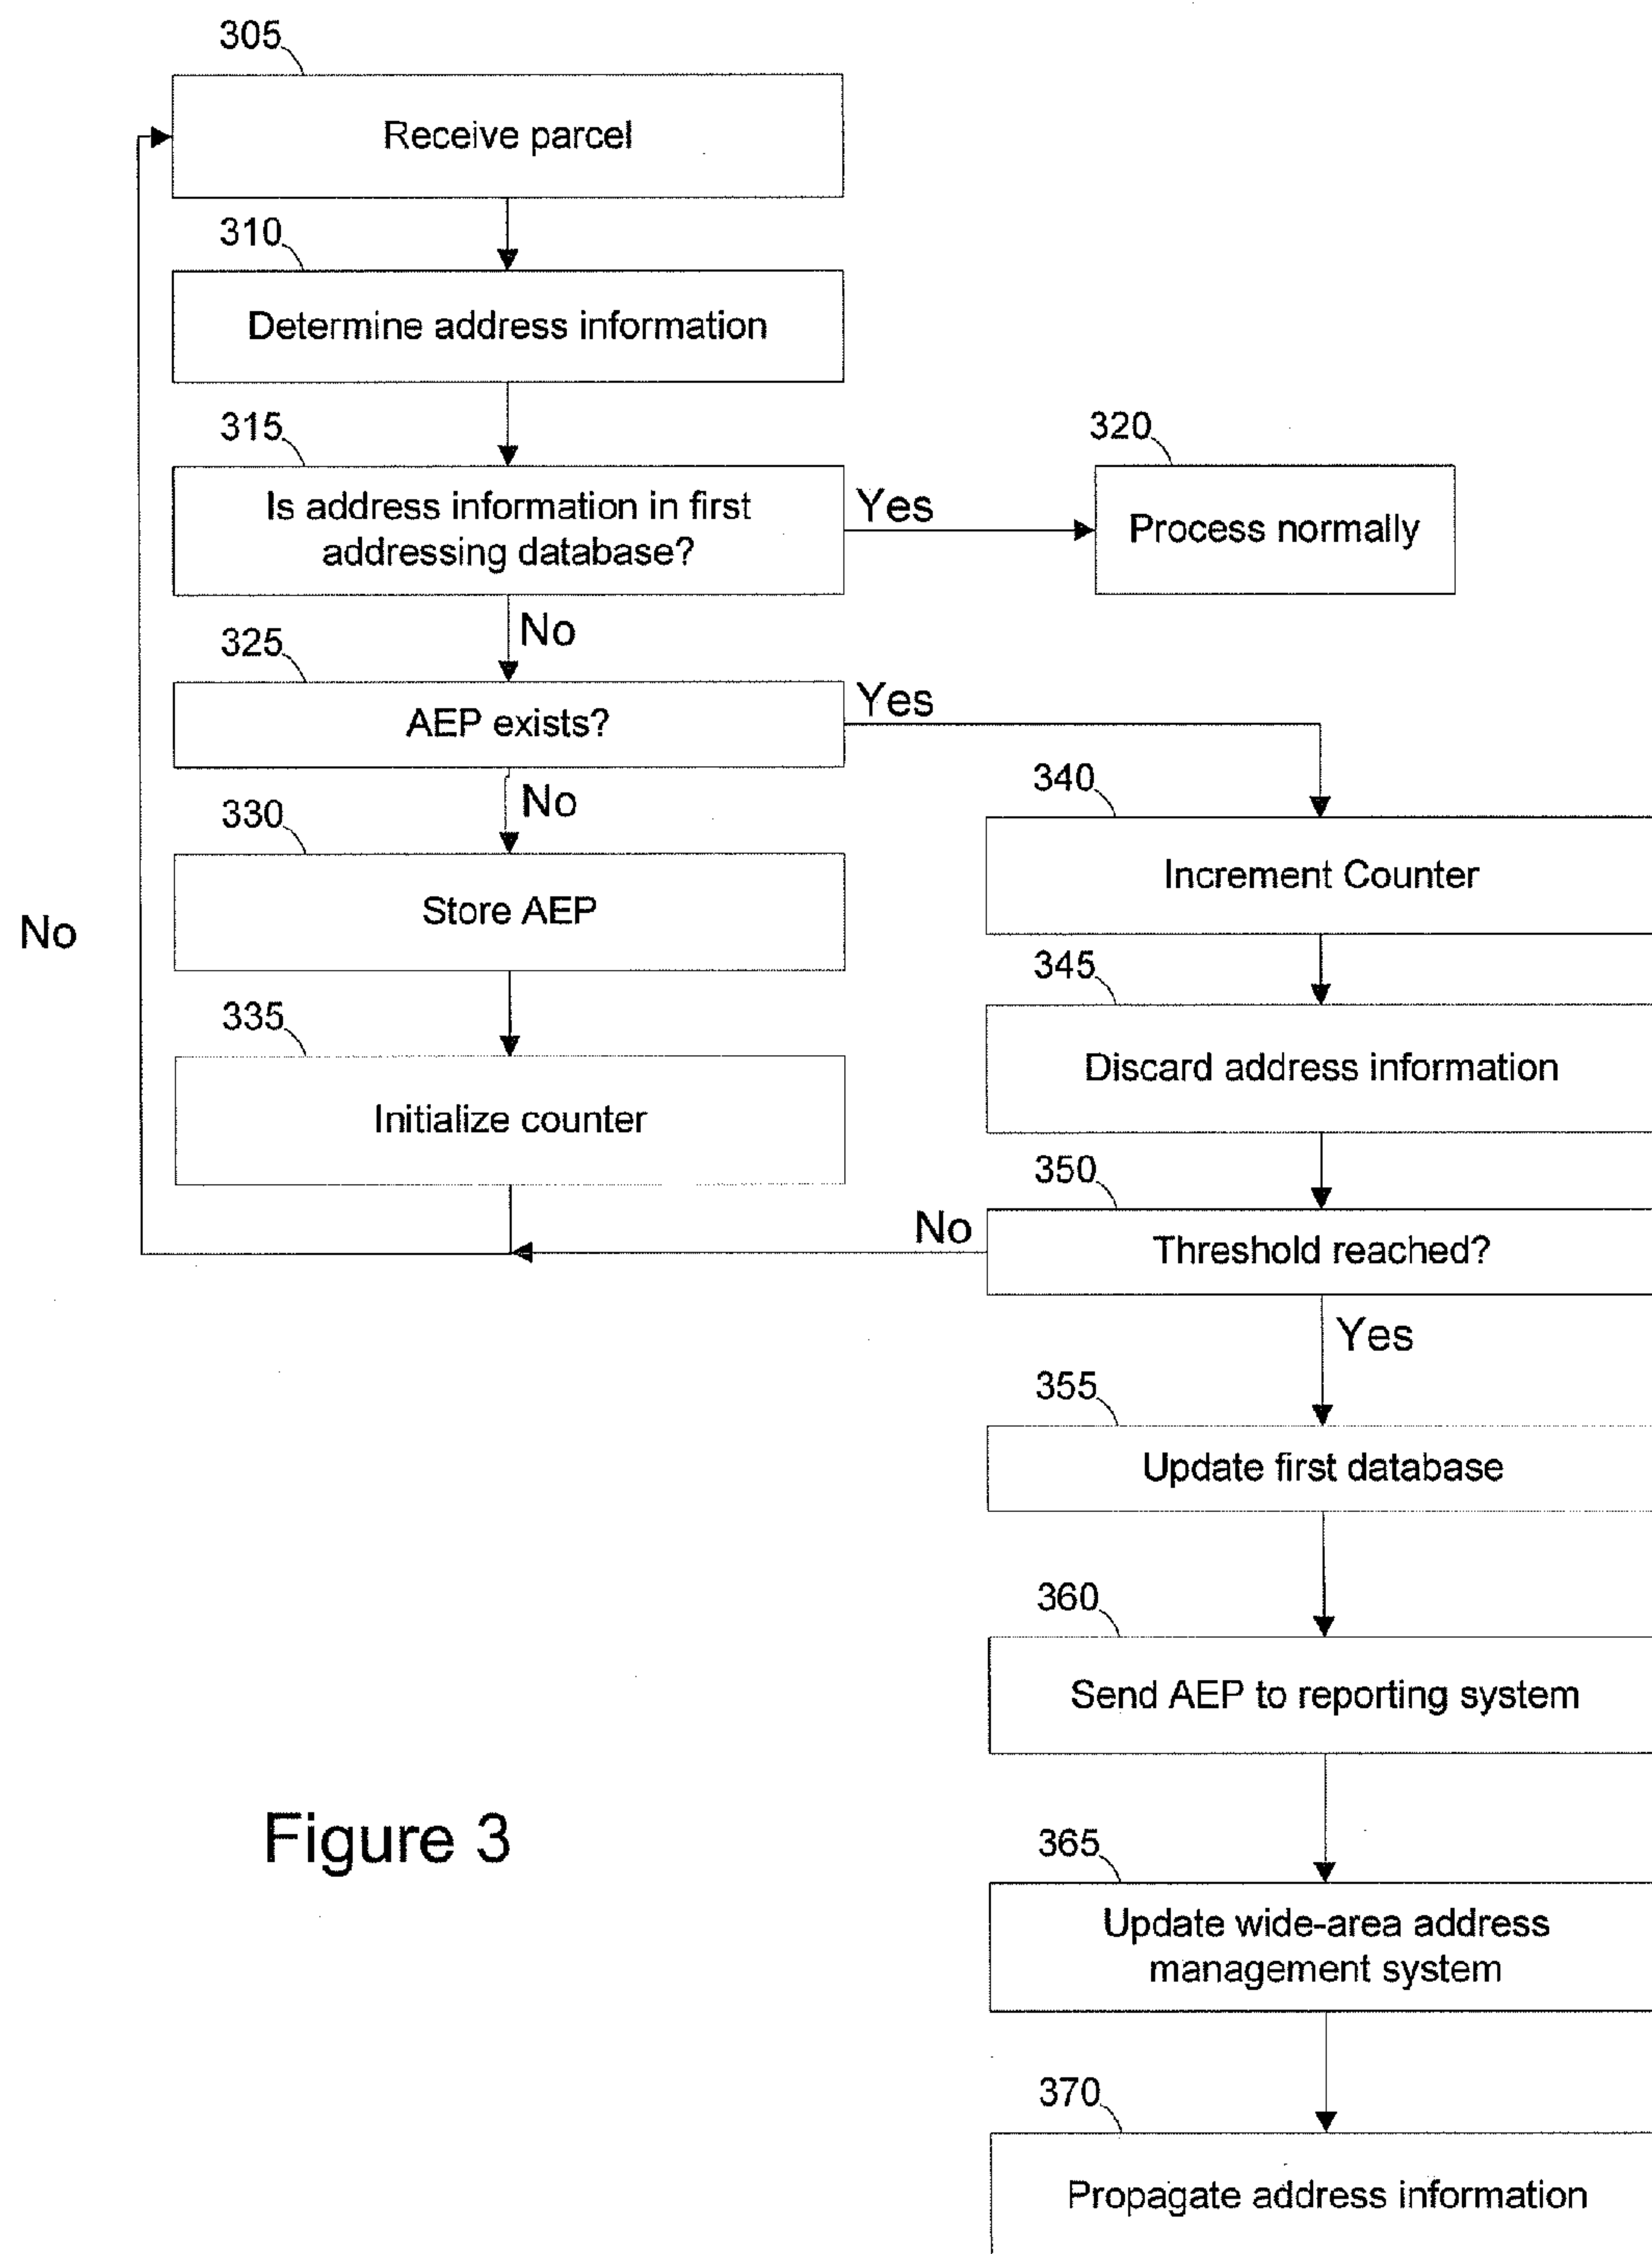 305
Receive parcel
310
Determine address information
315
Is address information in first
addressing database?
Yes
320
Process normally
No
325
AEP exists?
Yes
No
330
Store AEP
335
Initialize counter
No
340
Increment Counter
345
Discard address information
350
Threshold reached?
No
Yes
355
Update first database
360
Send AEP to reporting system
365
Update wide-area address
management system
370
Propagate address information
Figure 3